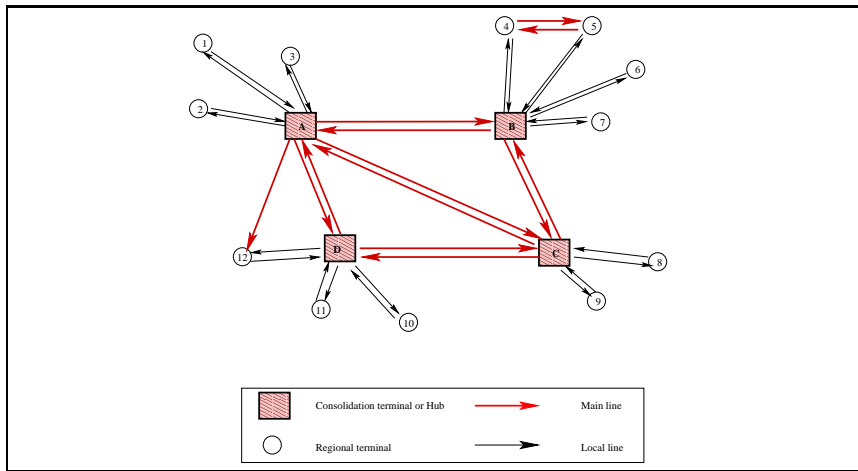 4
5
1
3
6
2
7
A
B
D
C
12
8
9
11
10
Consolidation terminal or Hub
Main line
Regional terminal
Local line